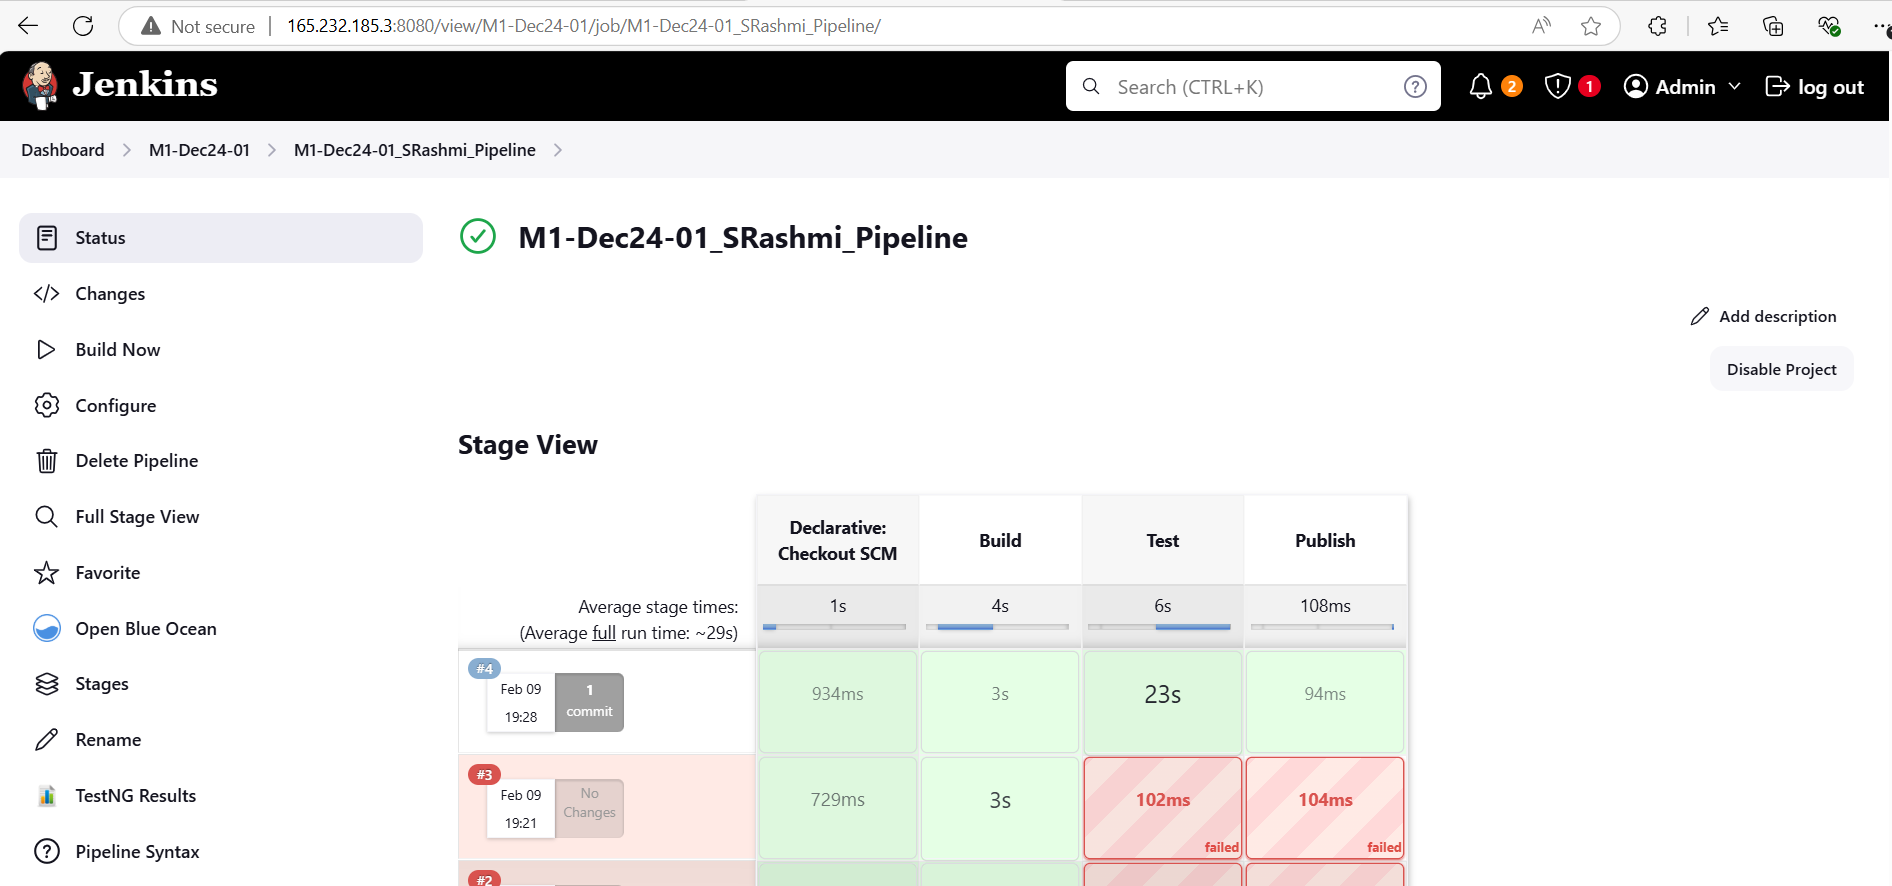 Not secure | 165.232.185.3:8080/view/M1-Dec24-01/job/M1-Dec24-01_SRashmi_Pipeline/
Jenkins
Search (CTRL+K)
?
2
1
Admin
log out
Dashboard
M1-Dec24-01
M1-Dec24-01_SRashmi_Pipeline
Status
Changes
Build Now
Configure
Delete Pipeline
Full Stage View
Favorite
Open Blue Ocean
Stages
Rename
TestNG Results
Pipeline Syntax
M1-Dec24-01_SRashmi_Pipeline
Add description
Disable Project
Stage View
Declarative:
Checkout SCM
Build
Test
Publish
Average stage times:
(Average full run time: ~29s)
1s
4s
6s
108ms
#4
Feb 09
19:28
1
commit
934ms
3s
23s
94ms
#3
Feb 09
19:21
No
Changes
729ms
3s
102ms
failed
104ms
failed
#2